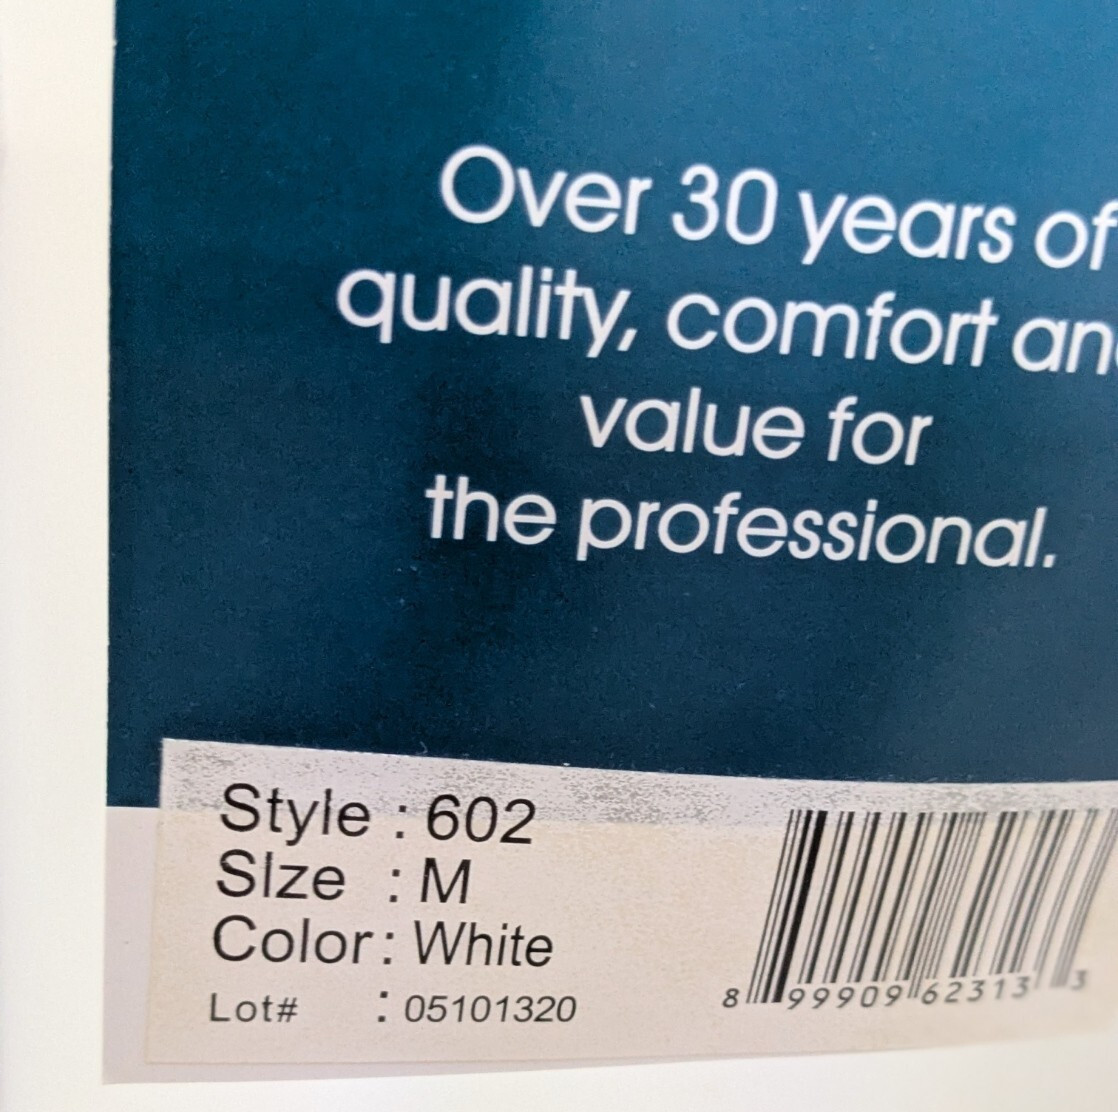 Over 30 years of
quality, comfort an
value for
the professional.
Style : 602
SIze : M
Color : White
Lot# : 05101320
8 99909 62313 3